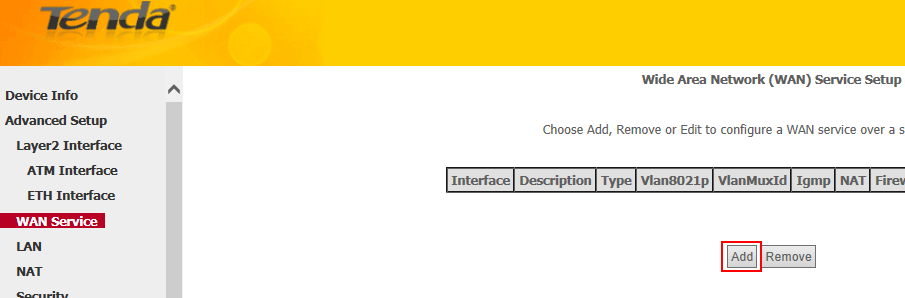 Tenda
Device Info
Advanced Setup
Layer2 Interface
ATM Interface
ETH Interface
WAN Service
LAN
NAT
Security
Wide Area Network (WAN) Service Setup
Choose Add, Remove or Edit to configure a WAN service over a s
Interface Description Type Vlan8021p VlanMuxId Igmp NAT Firew
Add Remove